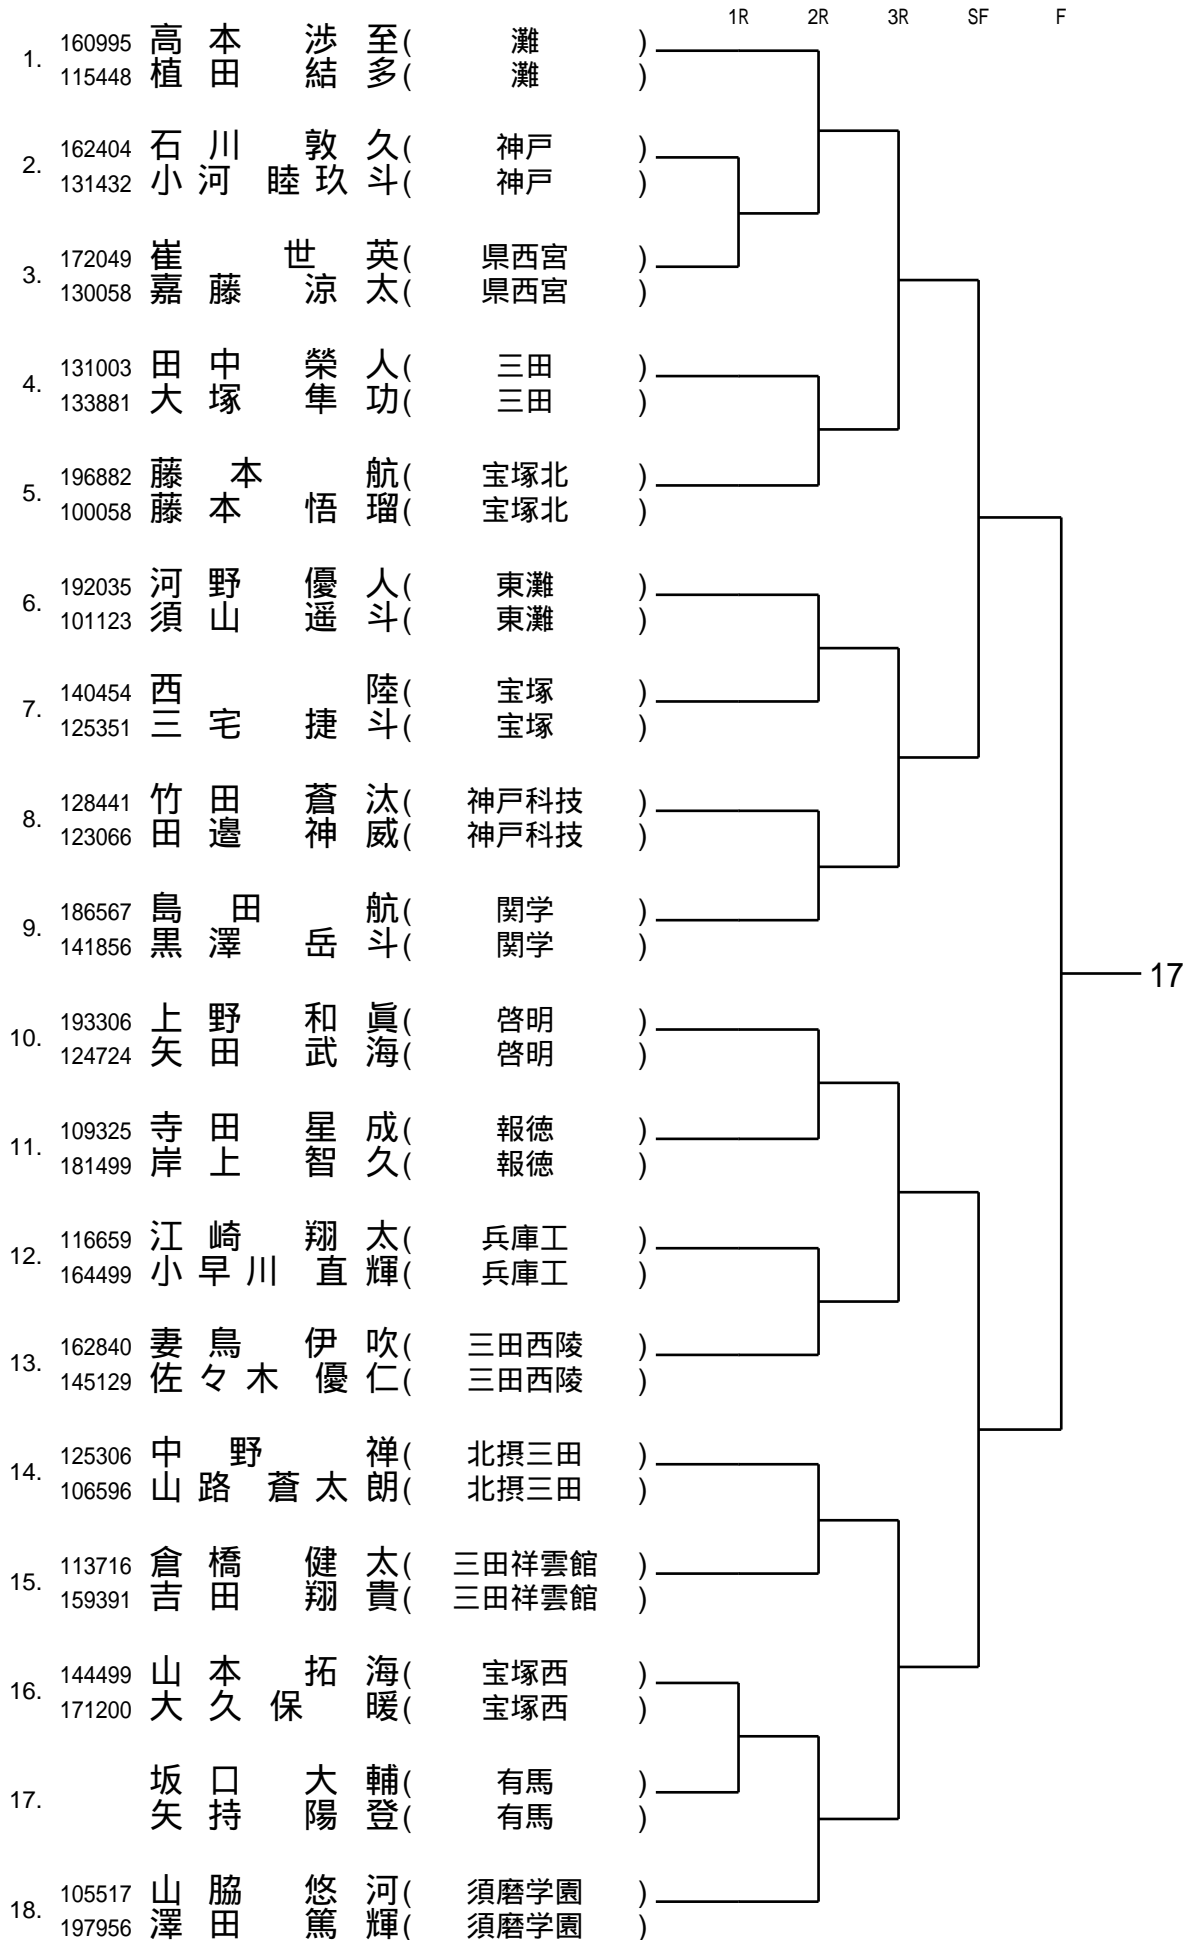 1R 2R 3R SF F
1. 160995 高本 渉至( 灘 )
115448 植田 結多( 灘 )
2. 162404 石川 敦久( 神戸 )
131432 小河 睦玖斗( 神戸 )
3. 172049 崔 世英( 県西宮 )
130058 嘉藤 涼太( 県西宮 )
4. 131003 田中 榮人( 三田 )
133881 大塚 隼功( 三田 )
5. 196882 藤本 航( 宝塚北 )
100058 藤本 悟瑠( 宝塚北 )
6. 192035 河野 優人( 東灘 )
101123 須山 遥斗( 東灘 )
7. 140454 西 陸( 宝塚 )
125351 三宅 捷斗( 宝塚 )
8. 128441 竹田 蒼汰( 神戸科技 )
123066 田邉 神威( 神戸科技 )
9. 186567 島田 航( 関学 )
141856 黒澤 岳斗( 関学 )
17
10. 193306 上野 和眞( 啓明 )
124724 矢田 武海( 啓明 )
11. 109325 寺田 星成( 報徳 )
181499 岸上 智久( 報徳 )
12. 116659 江崎 翔太( 兵庫工 )
164499 小早川 直輝( 兵庫工 )
13. 162840 妻鳥 伊吹( 三田西陵 )
145129 佐々木 優仁( 三田西陵 )
14. 125306 中野 禅( 北摂三田 )
106596 山路 蒼太朗( 北摂三田 )
15. 113716 倉橋 健太( 三田祥雲館 )
159391 吉田 翔貴( 三田祥雲館 )
16. 144499 山本 拓海( 宝塚西 )
171200 大久保 暖( 宝塚西 )
17. 坂口 大輔( 有馬 )
矢持 陽登( 有馬 )
18. 105517 山脇 悠河( 須磨学園 )
197956 澤田 篤輝( 須磨学園 )